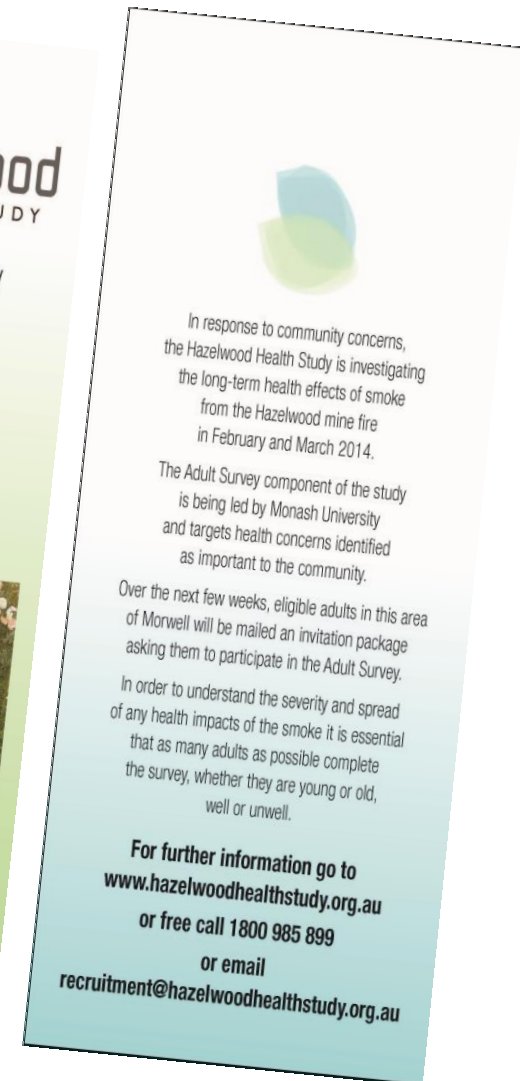 ood
UDY
y
In response to community concerns,
the Hazelwood Health Study is investigating
the long-term health effects of smoke
from the Hazelwood mine fire
in February and March 2014.
The Adult Survey component of the study
is being led by Monash University
and targets health concerns identified
as important to the community.
Over the next few weeks, eligible adults in this area
of Morwell will be mailed an invitation package
asking them to participate in the Adult Survey.
In order to understand the severity and spread
of any health impacts of the smoke it is essential
that as many adults as possible complete
the survey, whether they are young or old,
well or unwell.
For further information go to
www.hazelwoodhealthstudy.org.au
or free call 1800 985 899
or email
recruitment@hazelwoodhealthstudy.org.au